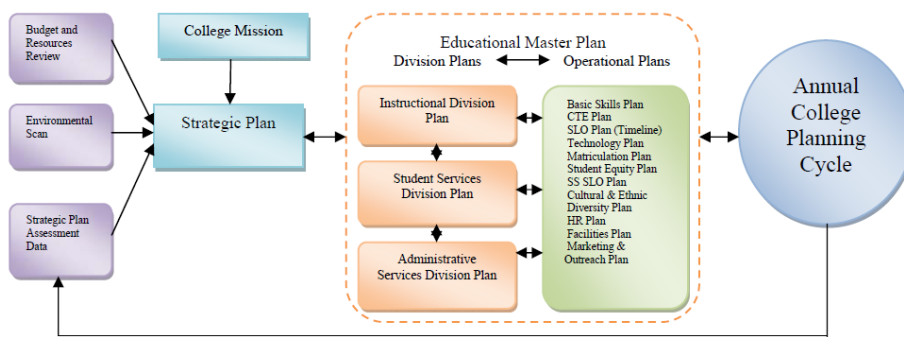 Budget and
Resources
Review
College Mission
Environmental
Scan
Strategic Plan
Strategic Plan
Assessment
Data
Educational Master Plan
Division Plans
Operational Plans
Instructional Division
Plan
Student Services
Division Plan
Administrative
Services Division Plan
Basic Skills Plan
CTE Plan
SLO Plan (Timeline)
Technology Plan
Matriculation Plan
Student Equity Plan
SS SLO Plan
Cultural & Ethnic
Diversity Plan
HR Plan
Facilities Plan
Marketing &
Outreach Plan
Annual
College
Planning
Cycle